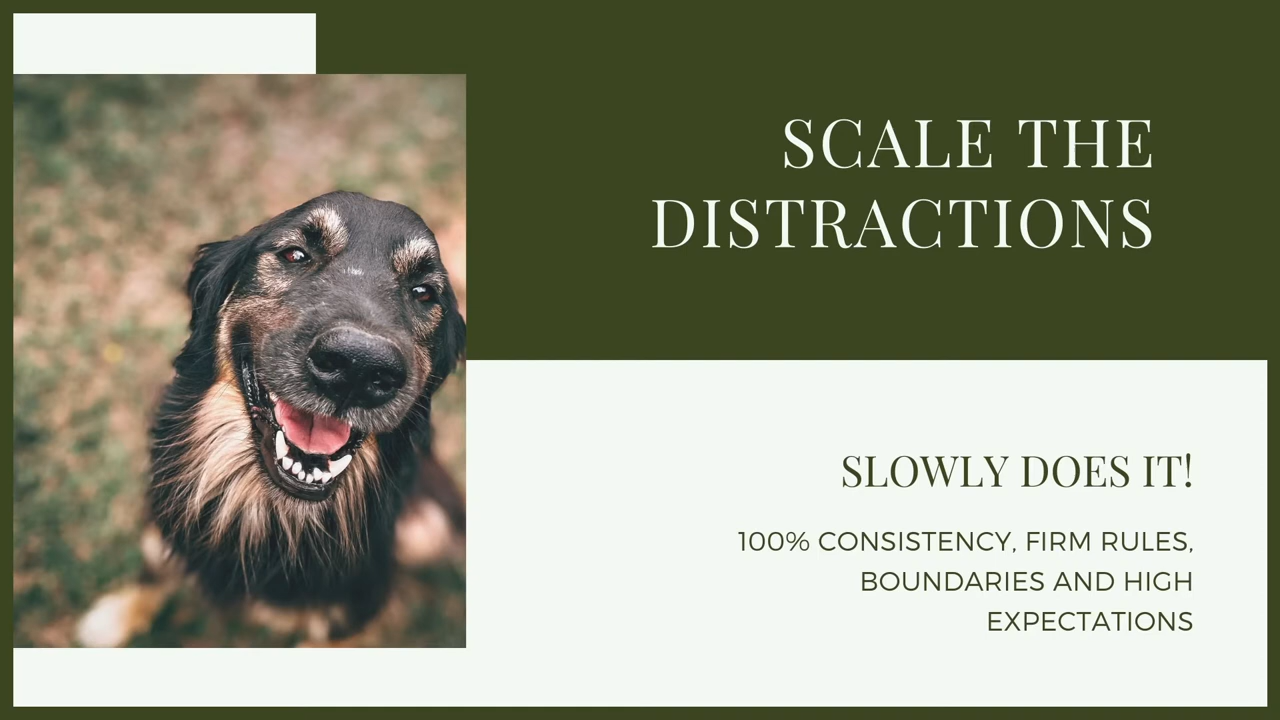 SCALE THE
DISTRACTIONS
SLOWLY DOES IT!
100% CONSISTENCY, FIRM RULES,
BOUNDARIES AND HIGH
EXPECTATIONS